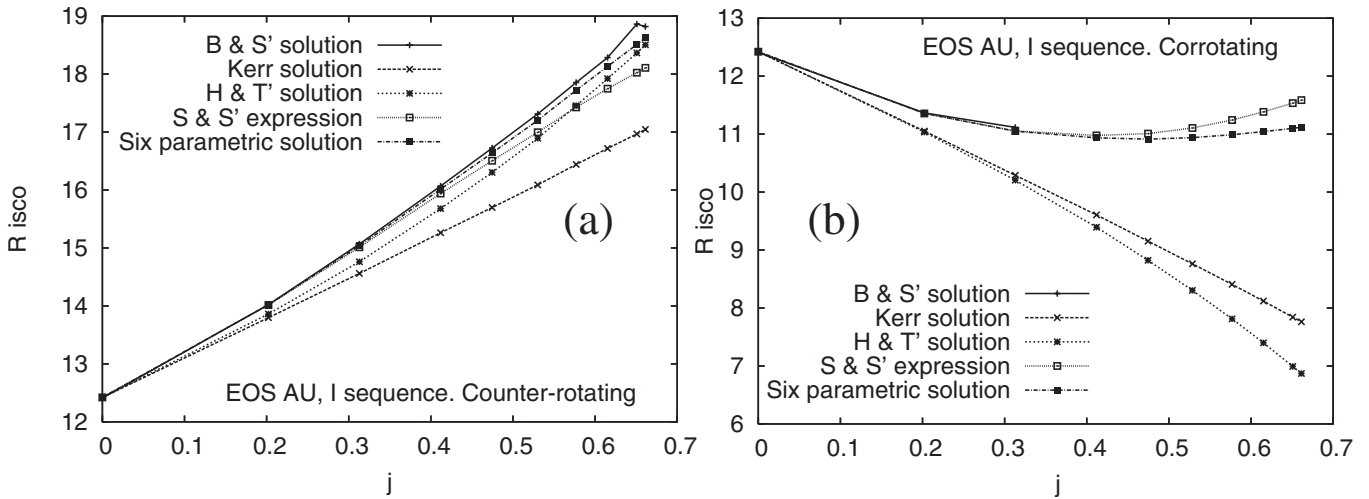 19
18
17
16
15
14
13
12
R isco
B & S' solution
Kerr solution
H & T' solution
S & S' expression
Six parametric solution
(a)
EOS AU, I sequence. Counter-rotating
0
0.1
0.2
0.3
0.4
0.5
0.6
0.7
j
13
12
11
10
9
8
7
6
R isco
EOS AU, I sequence. Corrotating
(b)
B & S' solution
Kerr solution
H & T' solution
S & S' expression
Six parametric solution
0
0.1
0.2
0.3
0.4
0.5
0.6
0.7
j